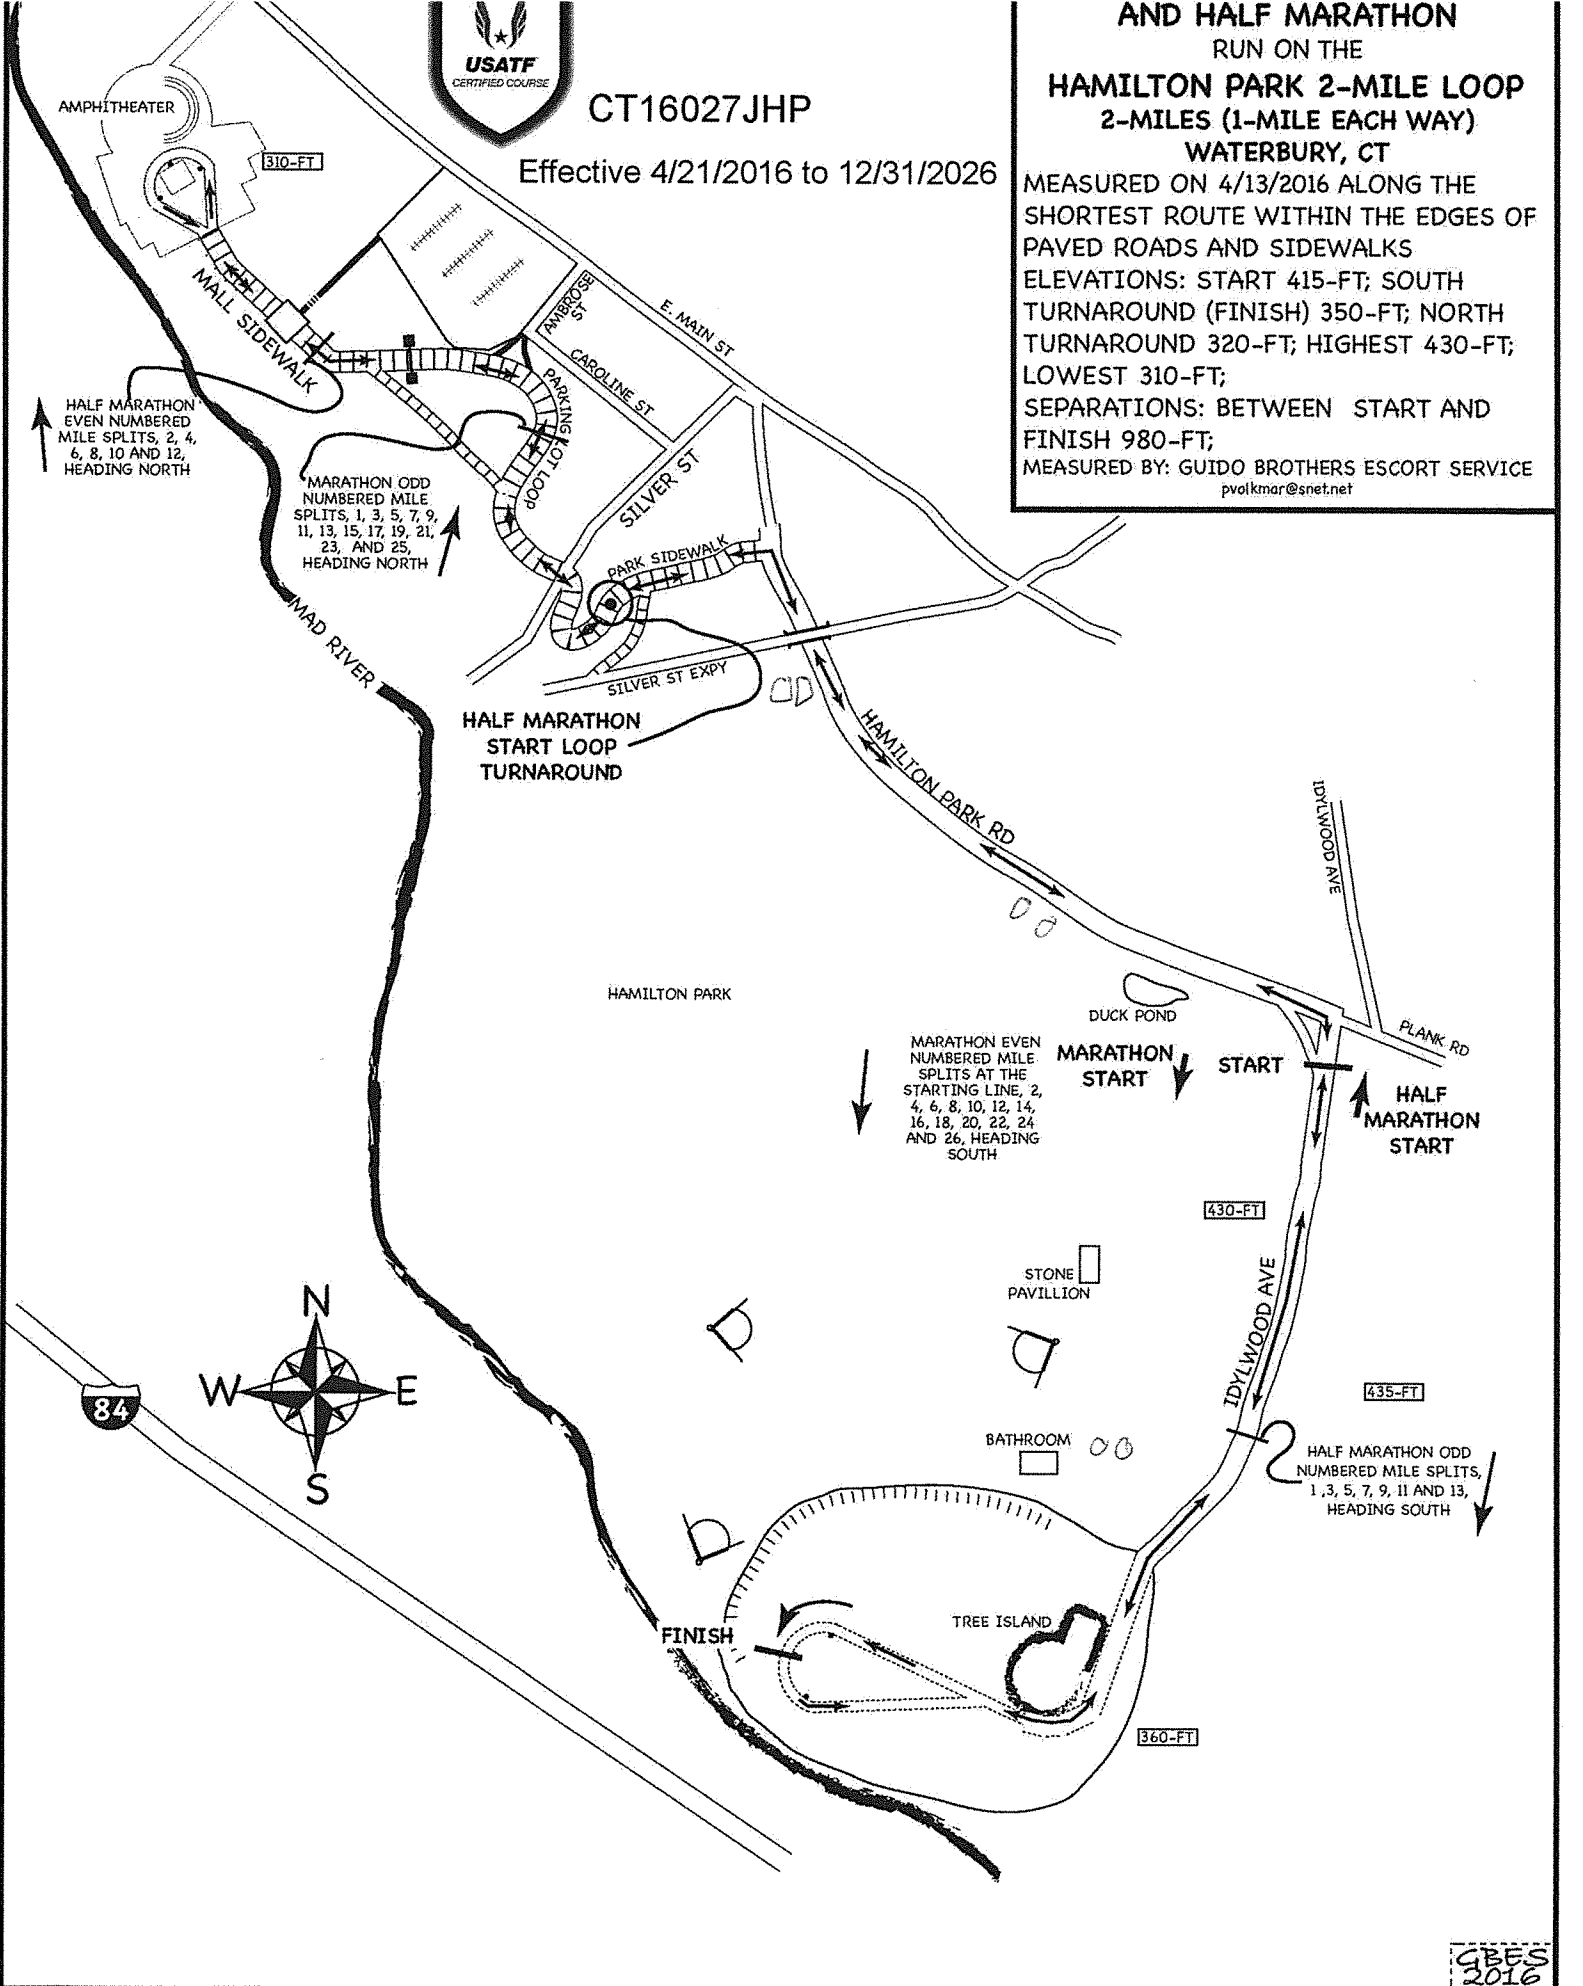 AND HALF MARATHON
RUN ON THE
HAMILTON PARK 2-MILE LOOP
2-MILES (1-MILE EACH WAY)
WATERBURY, CT
MEASURED ON 4/13/2016 ALONG THE
SHORTEST ROUTE WITHIN THE EDGES OF
PAVED ROADS AND SIDEWALKS
ELEVATIONS: START 415-FT; SOUTH
TURNAROUND (FINISH) 350-FT; NORTH
TURNAROUND 320-FT; HIGHEST 430-FT;
LOWEST 310-FT;
SEPARATIONS: BETWEEN START AND
FINISH 980-FT;
MEASURED BY: GUIDO BROTHERS ESCORT SERVICE
pvolkmar@snet.net
USATF
CERTIFIED COURSE
CT16027JHP
Effective 4/21/2016 to 12/31/2026
AMPHITHEATER
310-FT
MALL SIDEWALK
AMBROSE
ST
E. MAIN ST
CAROLINE ST
PARKING LOT LOOP
SILVER ST
HALF MARATHON
EVEN NUMBERED
MILE SPLITS, 2, 4,
6, 8, 10 AND 12,
HEADING NORTH
MARATHON ODD
NUMBERED MILE
SPLITS, 1, 3, 5, 7, 9,
11, 13, 15, 17, 19, 21,
23, AND 25,
HEADING NORTH
PARK SIDEWALK
MAD RIVER
SILVER ST EXPY
HALF MARATHON
START LOOP
TURNAROUND
HAMILTON PARK RD
IDYLWOOD AVE
HAMILTON PARK
DUCK POND
PLANK RD
MARATHON EVEN
NUMBERED MILE
SPLITS AT THE
STARTING LINE, 2,
4, 6, 8, 10, 12, 14,
16, 18, 20, 22, 24
AND 26, HEADING
SOUTH
MARATHON
START
START
HALF
MARATHON
START
430-FT
STONE
PAVILLION
IDYLWOOD AVE
N
W
E
S
84
435-FT
BATHROOM
HALF MARATHON ODD
NUMBERED MILE SPLITS,
1 ,3, 5, 7, 9, 11 AND 13,
HEADING SOUTH
TREE ISLAND
FINISH
360-FT
GBES
2016